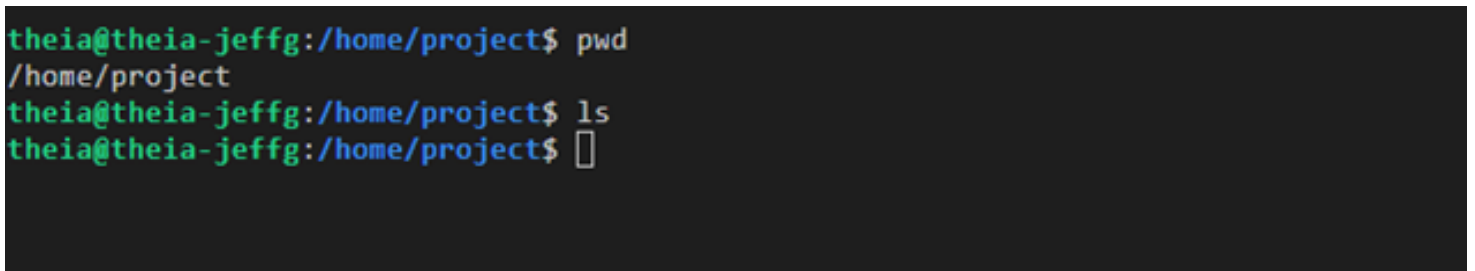 theia@theia-jeffg:/home/project$ pwd
/home/project
theia@theia-jeffg:/home/project$ ls
theia@theia-jeffg:/home/project$